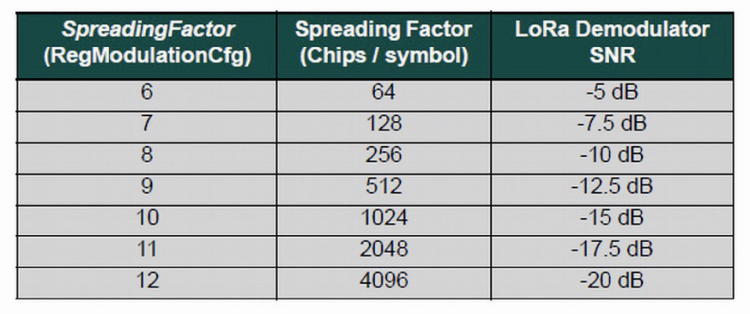 SpreadingFactor Spreading Factor LoRa Demodulator
(RegModulationCfg) (Chips / symbol) SNR
6 64 -5 dB
7 128 -7.5 dB
8 256 -10 dB
9 512 -12.5 dB
10 1024 -15 dB
11 2048 -17.5 dB
12 4096 -20 dB